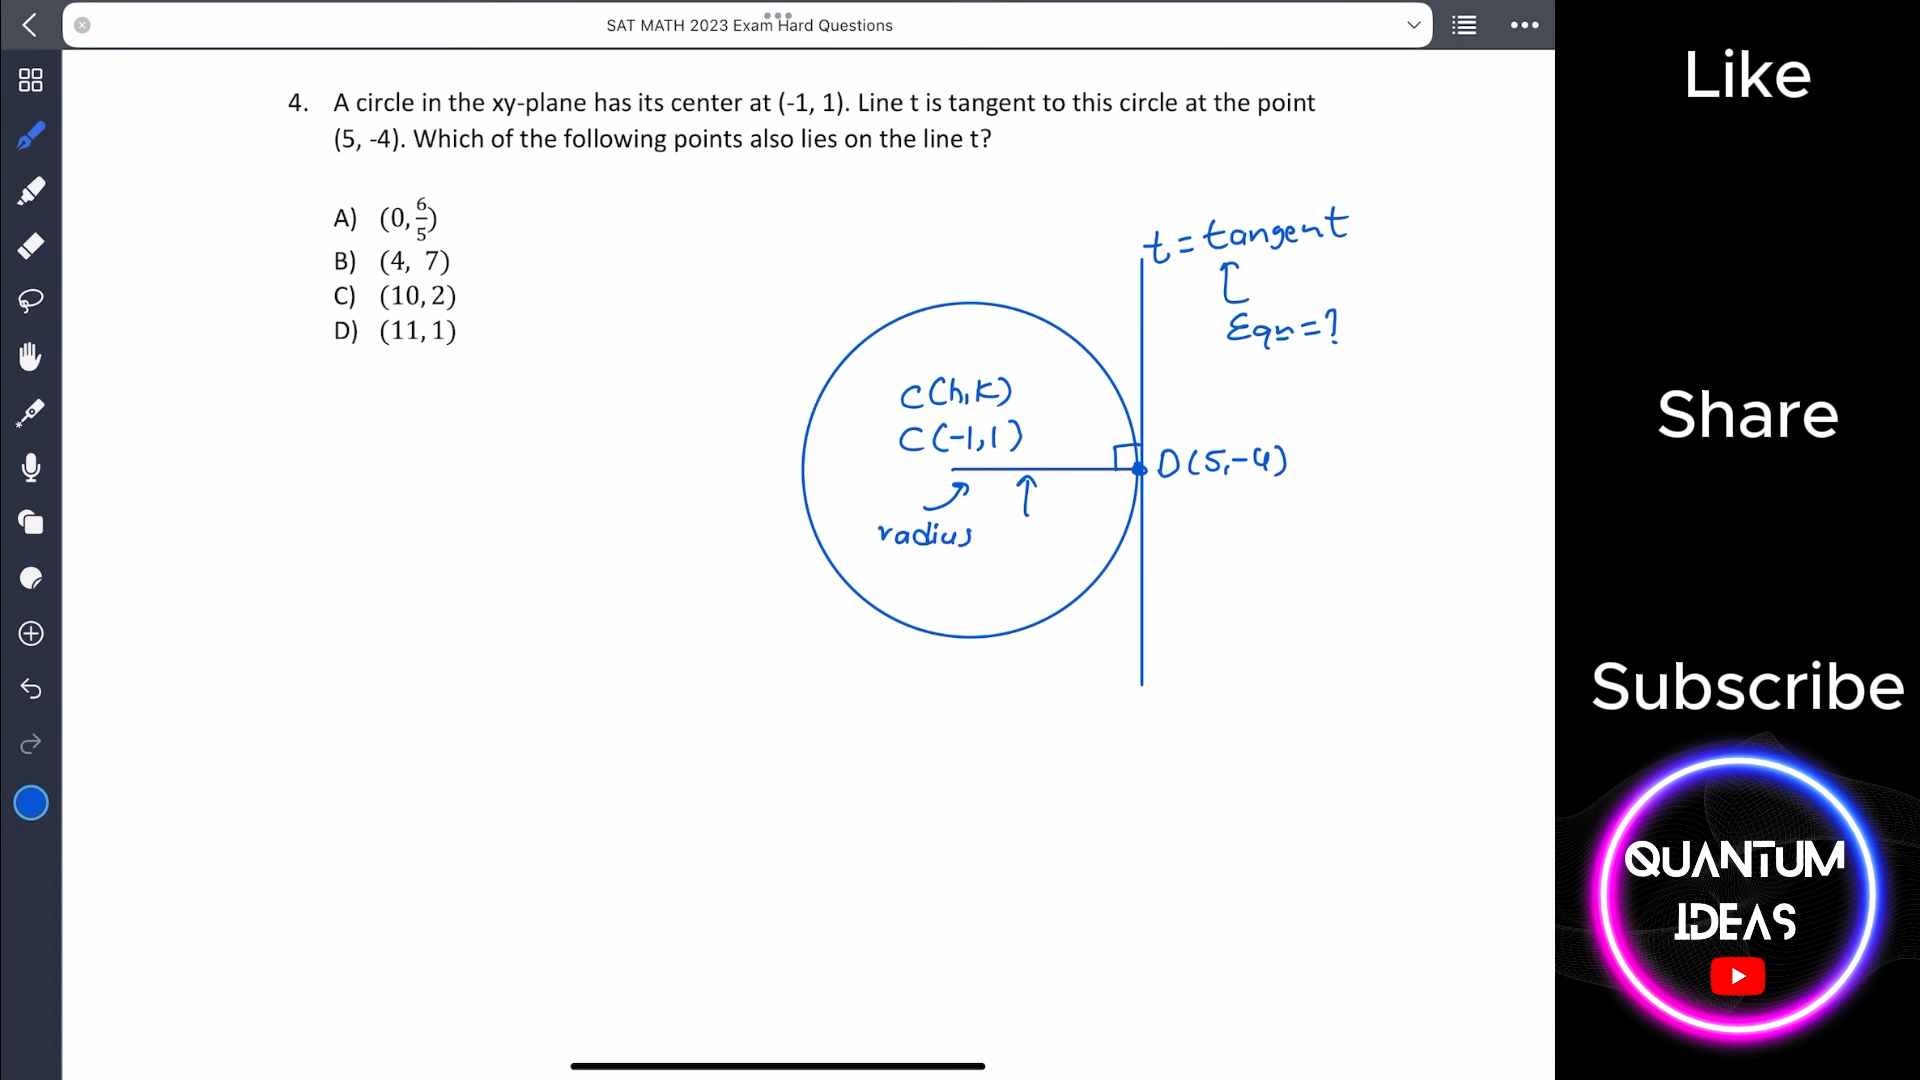 SAT MATH 2023 Exam Hard Questions
4. A circle in the xy-plane has its center at (-1, 1). Line t is tangent to this circle at the point
(5, -4). Which of the following points also lies on the line t?
A) (0, 6/5)
B) (4, 7)
C) (10, 2)
D) (11, 1)
t = tangent
Eqn = ?
C(h,k)
C(-1,1)
D(5,-4)
radius
Like
Share
Subscribe
QUANTUM
IDEAS